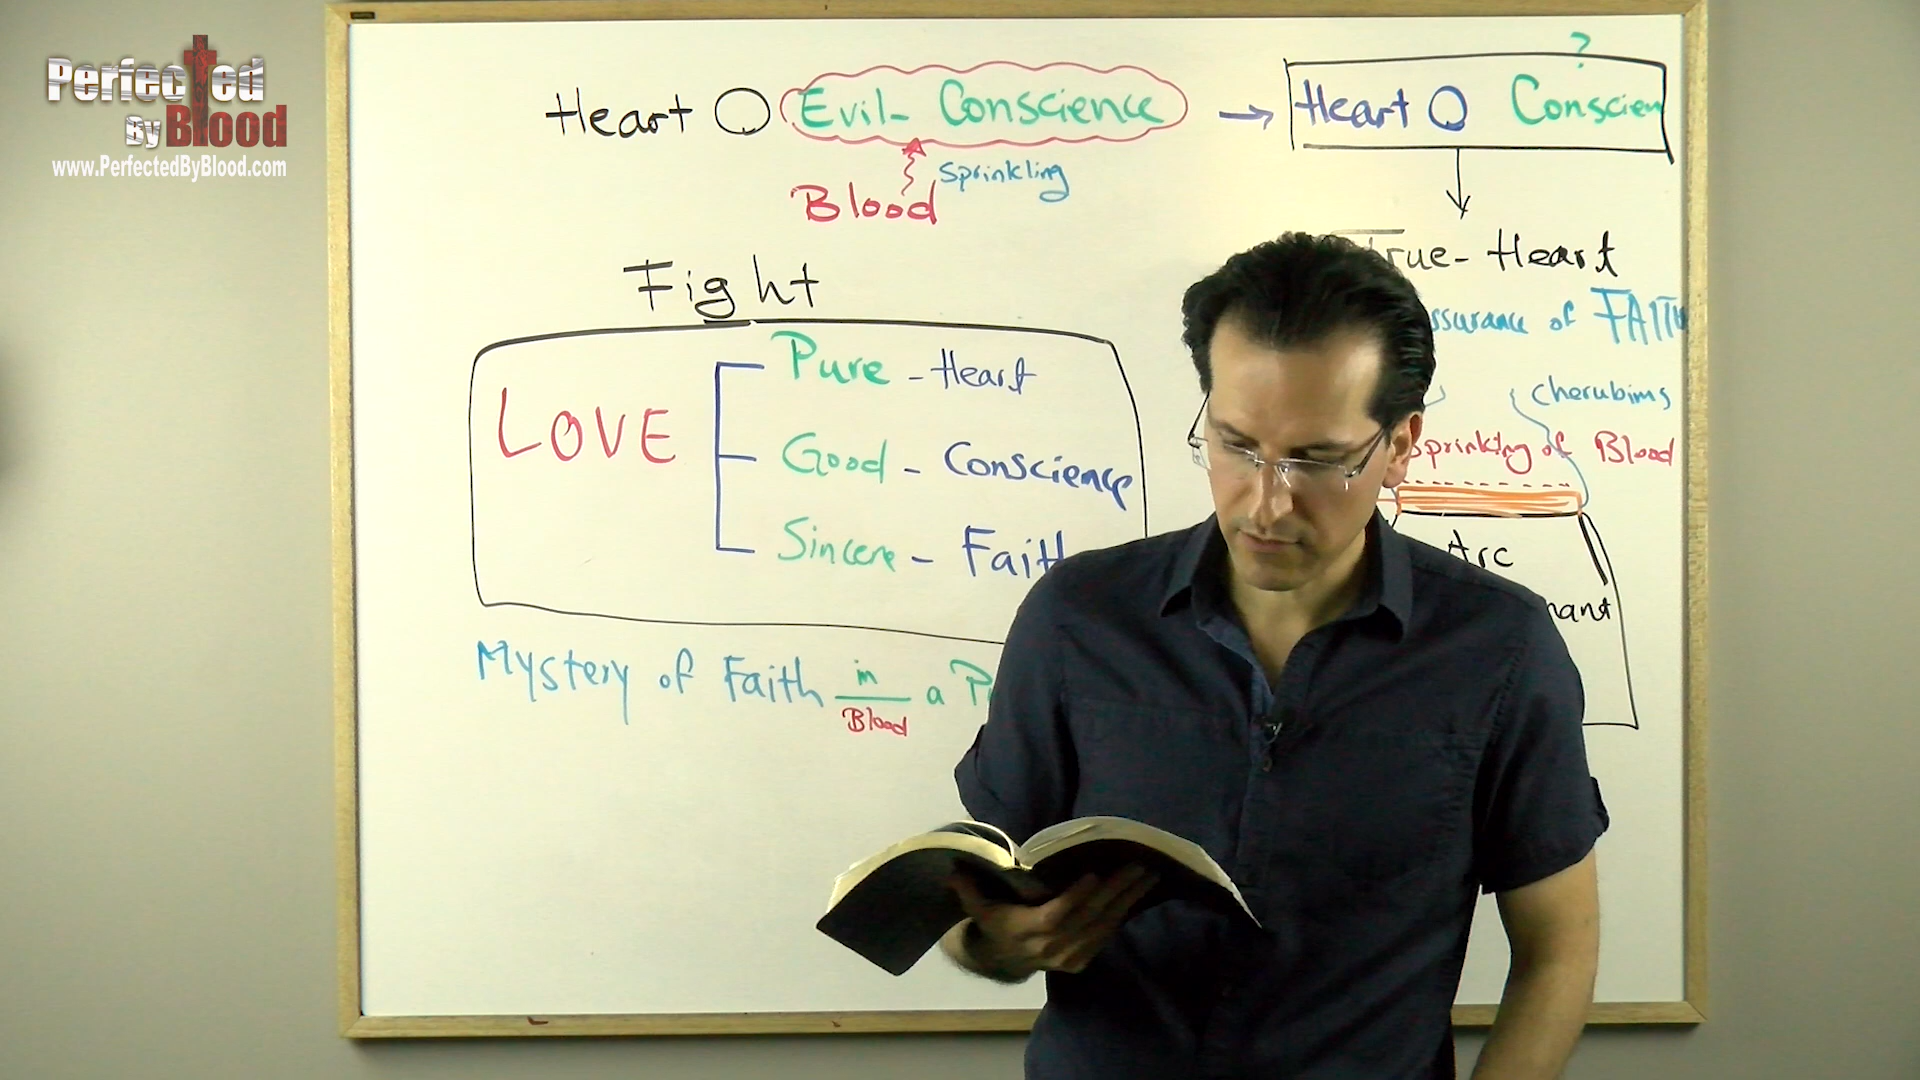 Perfected
By Blood
www.PerfectedByBlood.com
Heart Evil- Conscience → Heart Conscien
?
Sprinkling
Blood
True- Heart
Fight
ssurance of FAITH
LOVE
Pure - Heart
Good - Conscience
Sincere - Faith
cherubims
Sprinkling of Blood
Arc
nant
Mystery of Faith in a
Blood